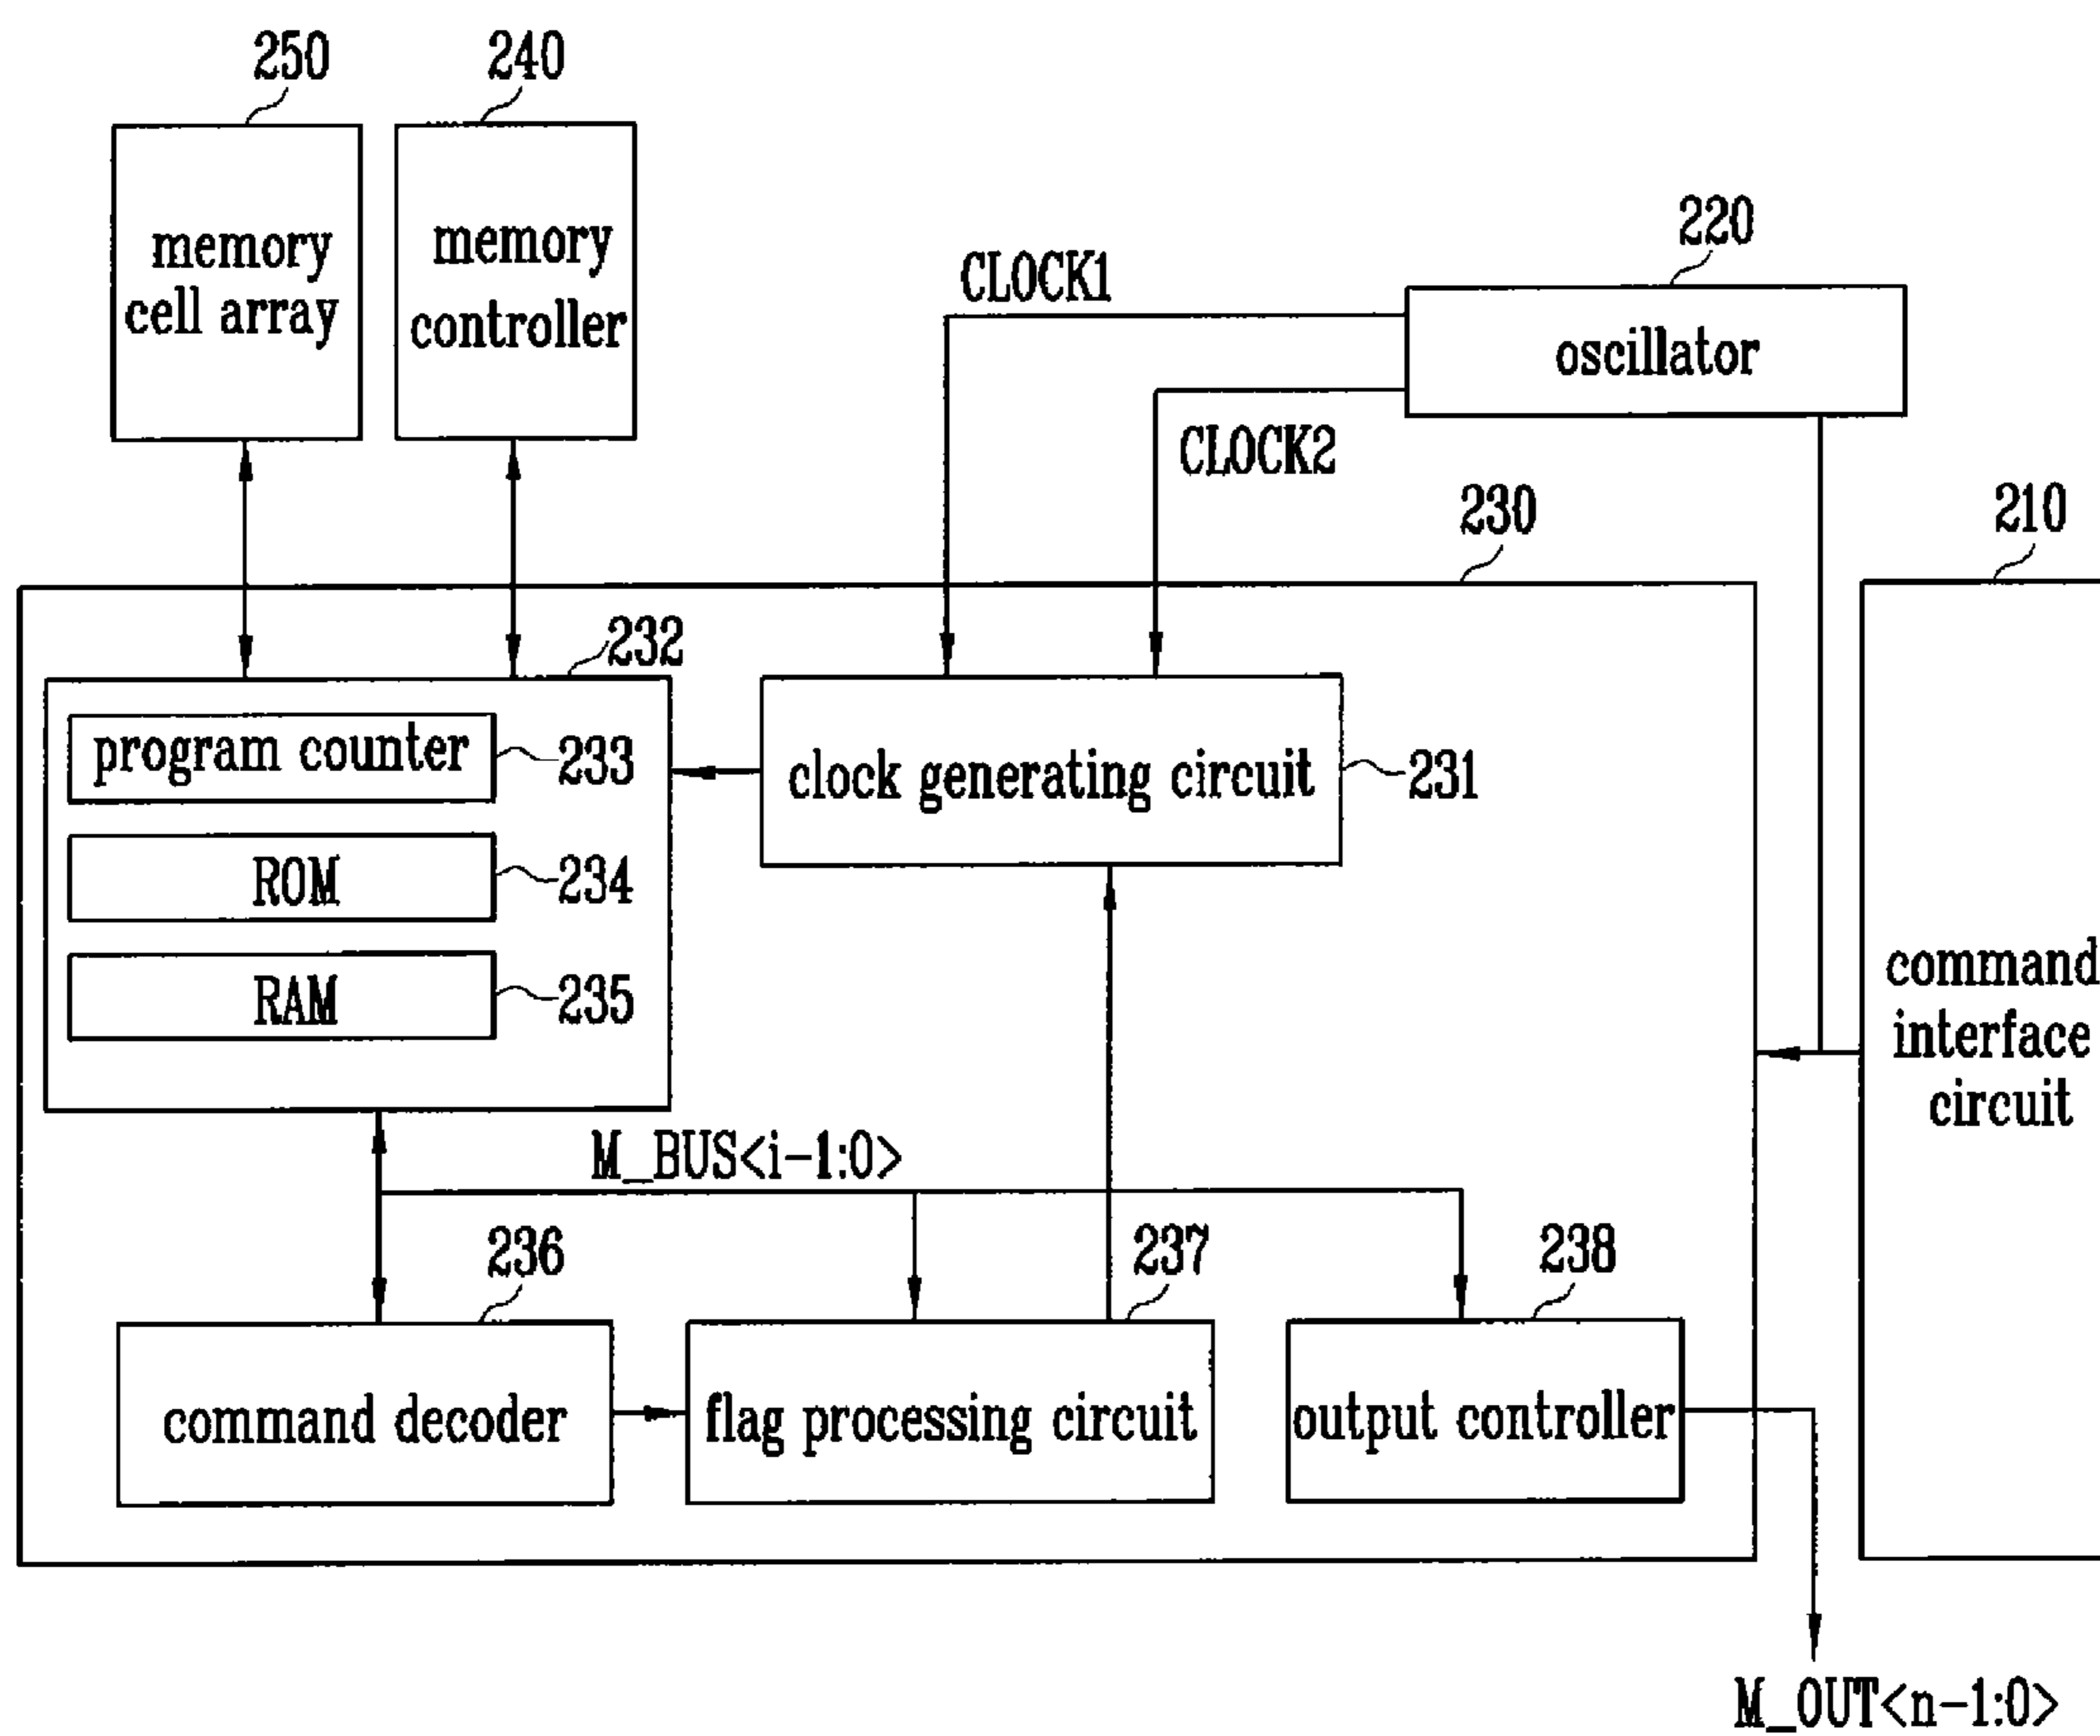 250
240
memory
cell array
memory
controller
220
CLOCK1
oscillator
CLOCK2
230
210
232
program counter
233
clock generating circuit
231
ROM
234
RAM
235
command
interface
circuit
M_BUS<i-1:0>
236
237
238
command decoder
flag processing circuit
output controller
M_OUT<n-1:0>